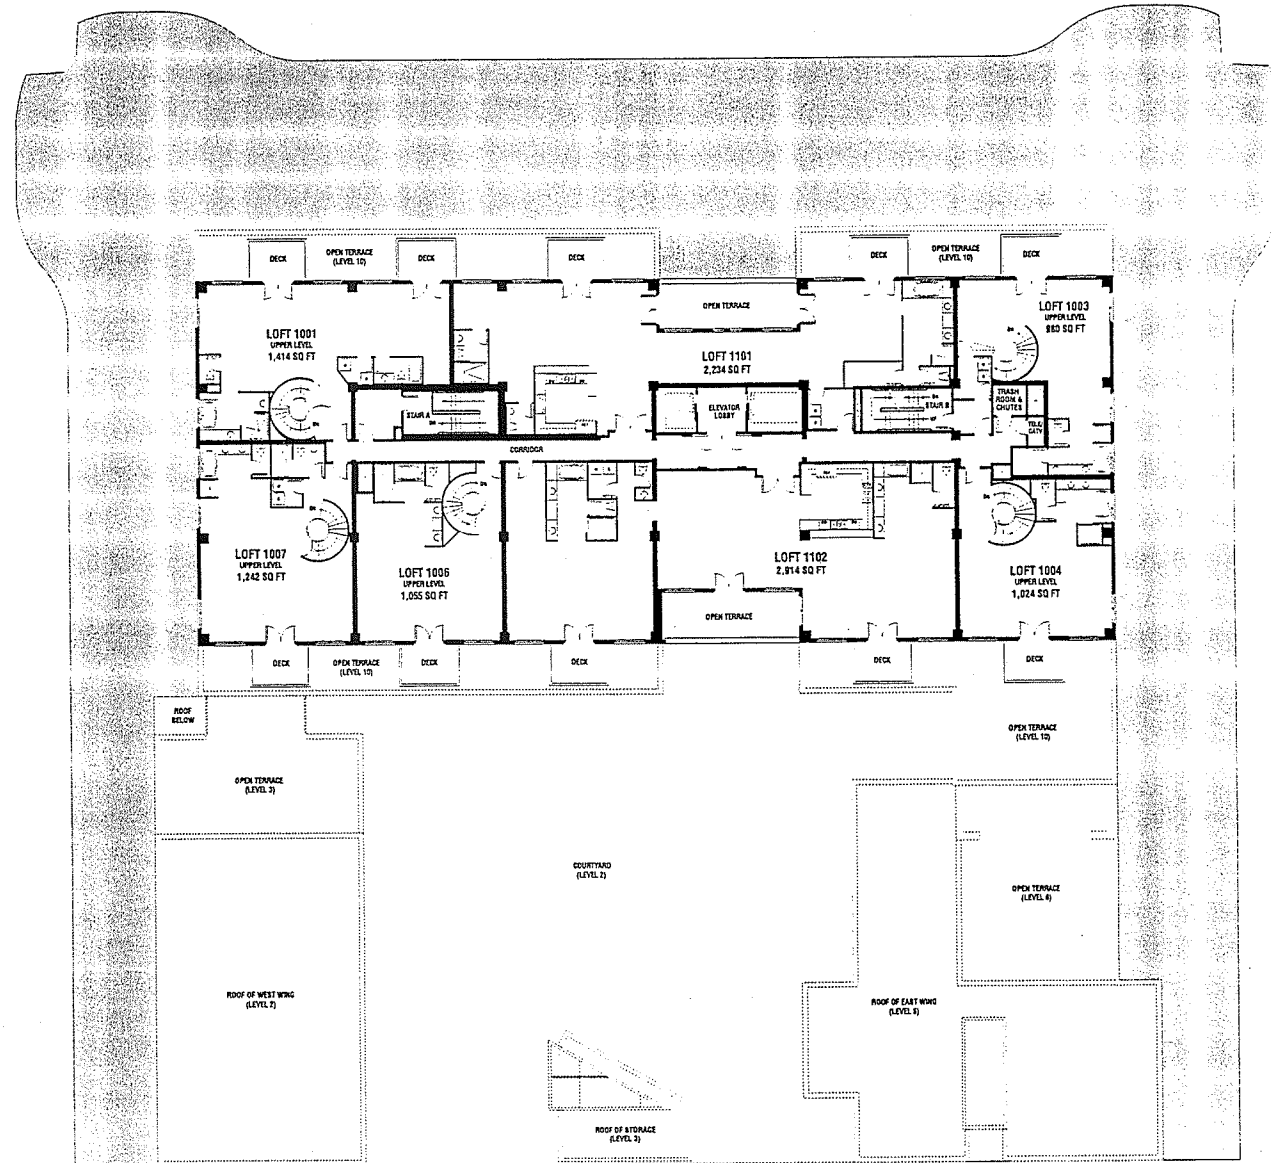 OPEN TERRACE
(LEVEL 10)
OPEN TERRACE
(LEVEL 10)
DECK
DECK
DECK
DECK
DECK
OPEN TERRACE
LOFT 1001
UPPER LEVEL
1,414 SQ FT
LOFT 1003
UPPER LEVEL
980 SQ FT
LOFT 1101
2,234 SQ FT
STAIR A
ELEVATOR
LOBBY
STAIR B
TRASH
ROOM &
CHUTES
TELE/
CATV
CORRIDOR
LOFT 1007
UPPER LEVEL
1,242 SQ FT
LOFT 1006
UPPER LEVEL
1,055 SQ FT
LOFT 1102
2,914 SQ FT
LOFT 1004
UPPER LEVEL
1,024 SQ FT
OPEN TERRACE
DECK
OPEN TERRACE
(LEVEL 10)
DECK
DECK
DECK
DECK
ROOF
BELOW
OPEN TERRACE
(LEVEL 10)
OPEN TERRACE
(LEVEL 3)
COURTYARD
(LEVEL 2)
OPEN TERRACE
(LEVEL 6)
ROOF OF WEST WING
(LEVEL 2)
ROOF OF EAST WING
(LEVEL 5)
ROOF OF STORAGE
(LEVEL 3)